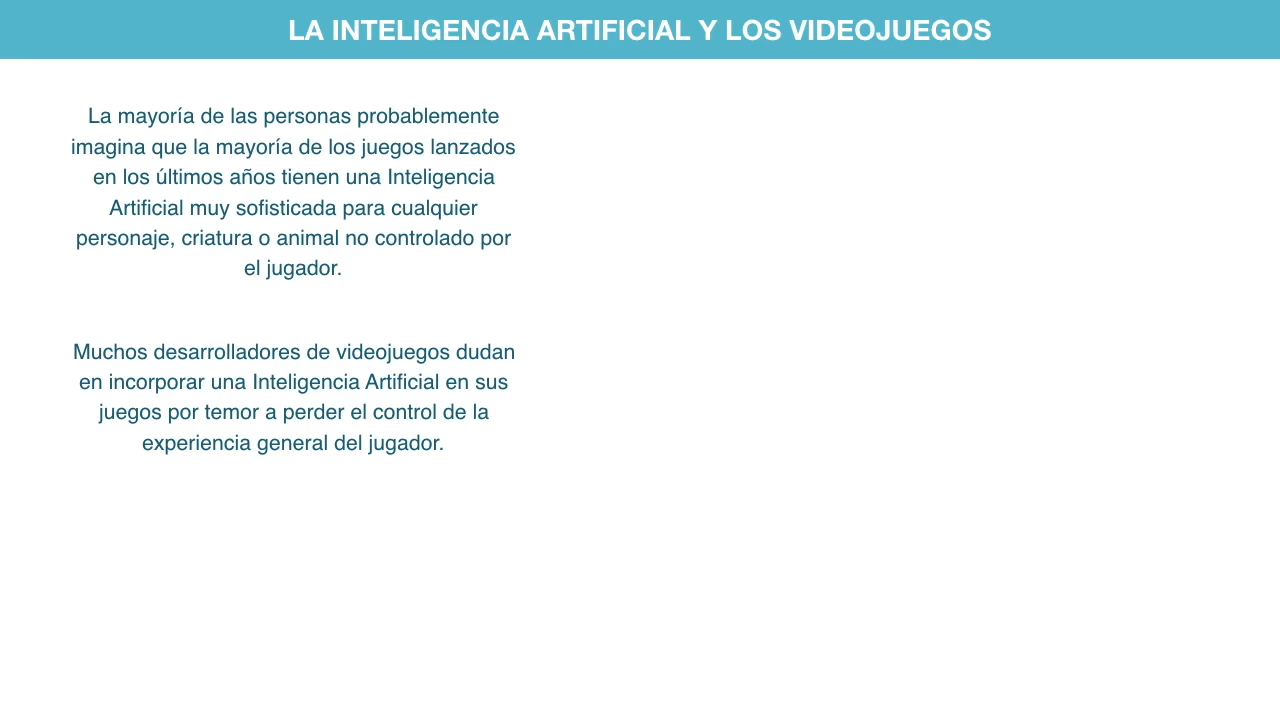 LA INTELIGENCIA ARTIFICIAL Y LOS VIDEOJUEGOS
La mayoría de las personas probablemente
imagina que la mayoría de los juegos lanzados
en los últimos años tienen una Inteligencia
Artificial muy sofisticada para cualquier
personaje, criatura o animal no controlado por
el jugador.
Muchos desarrolladores de videojuegos dudan
en incorporar una Inteligencia Artificial en sus
juegos por temor a perder el control de la
experiencia general del jugador.